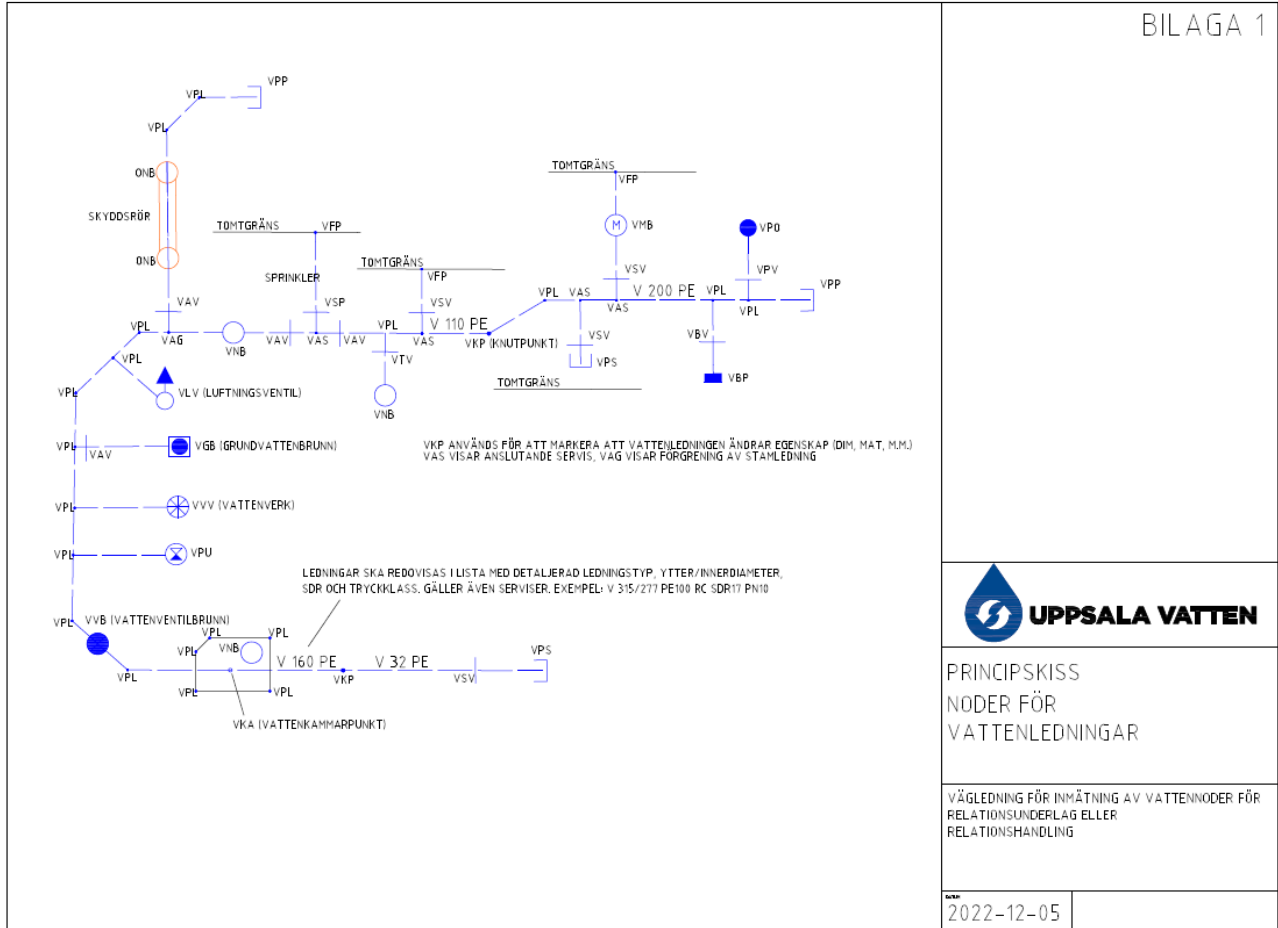 BILAGA 1
VPP
VPL
VPL
ONB
SKYDDSRÖR
ONB
TOMTGRÄNS
VFP
SPRINKLER
TOMTGRÄNS
VFP
TOMTGRÄNS
VFP
M
VMB
VPO
VSV
VPV
VAV
VSP
VSV
VPL
VAS
VAS
V 200 PE
VPL
VPL
VPP
VPL
VAG
VNB
VAV
VAS
VAV
VPL
V 110 PE
VAS
VKP (KNUTPUNKT)
VSV
VPS
VBV
VBP
VTV
VNB
TOMTGRÄNS
VPL
VPL
VLV (LUFTNINGSVENTIL)
VPL
VAV
VGB (GRUNDVATTENBRUNN)
VKP ANVÄNDS FÖR ATT MARKERA ATT VATTENLEDNINGEN ÄNDRAR EGENSKAP (DIM, MAT, M.M.)
VAS VISAR ANSLUTANDE SERVIS, VAG VISAR FÖRGRENING AV STAMLEDNING
VPL
VVV (VATTENVERK)
VPL
VPU
LEDNINGAR SKA REDOVISAS I LISTA MED DETALJERAD LEDNINGSTYP, YTTER/INNERDIAMETER,
SDR OCH TRYCKKLASS. GÄLLER ÄVEN SERVISER. EXEMPEL: V 315/277 PE100 RC SDR17 PN10
VPL
VVB (VATTENVENTILBRUNN)
VPL
VPL
VPL
VNB
VPL
V 160 PE
VKP
V 32 PE
VSV
VPS
VPL
VPL
VKA (VATTENKAMMARPUNKT)
UPPSALA VATTEN
PRINCIPSKISS
NODER FÖR
VATTENLEDNINGAR
VÄGLEDNING FÖR INMÄTNING AV VATTENNODER FÖR
RELATIONSUNDERLAG ELLER
RELATIONSHANDLING
DATUM
2022-12-05